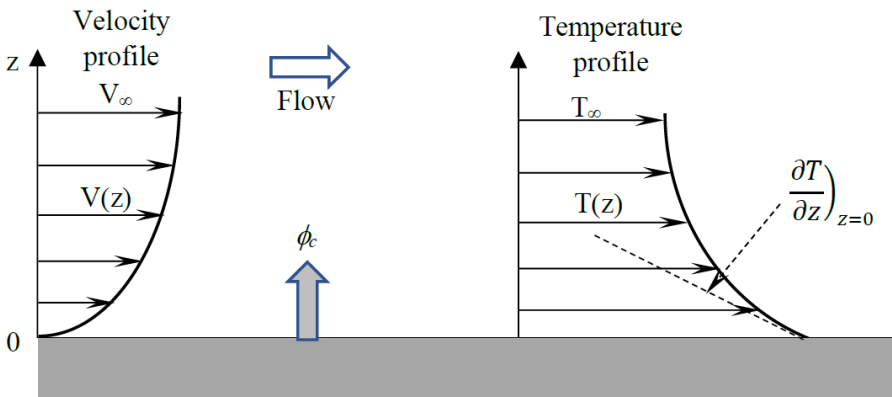 Velocity
profile
z
V∞
V(z)
0
Flow
ϕc
Temperature
profile
T∞
T(z)
∂T/∂z)z=0